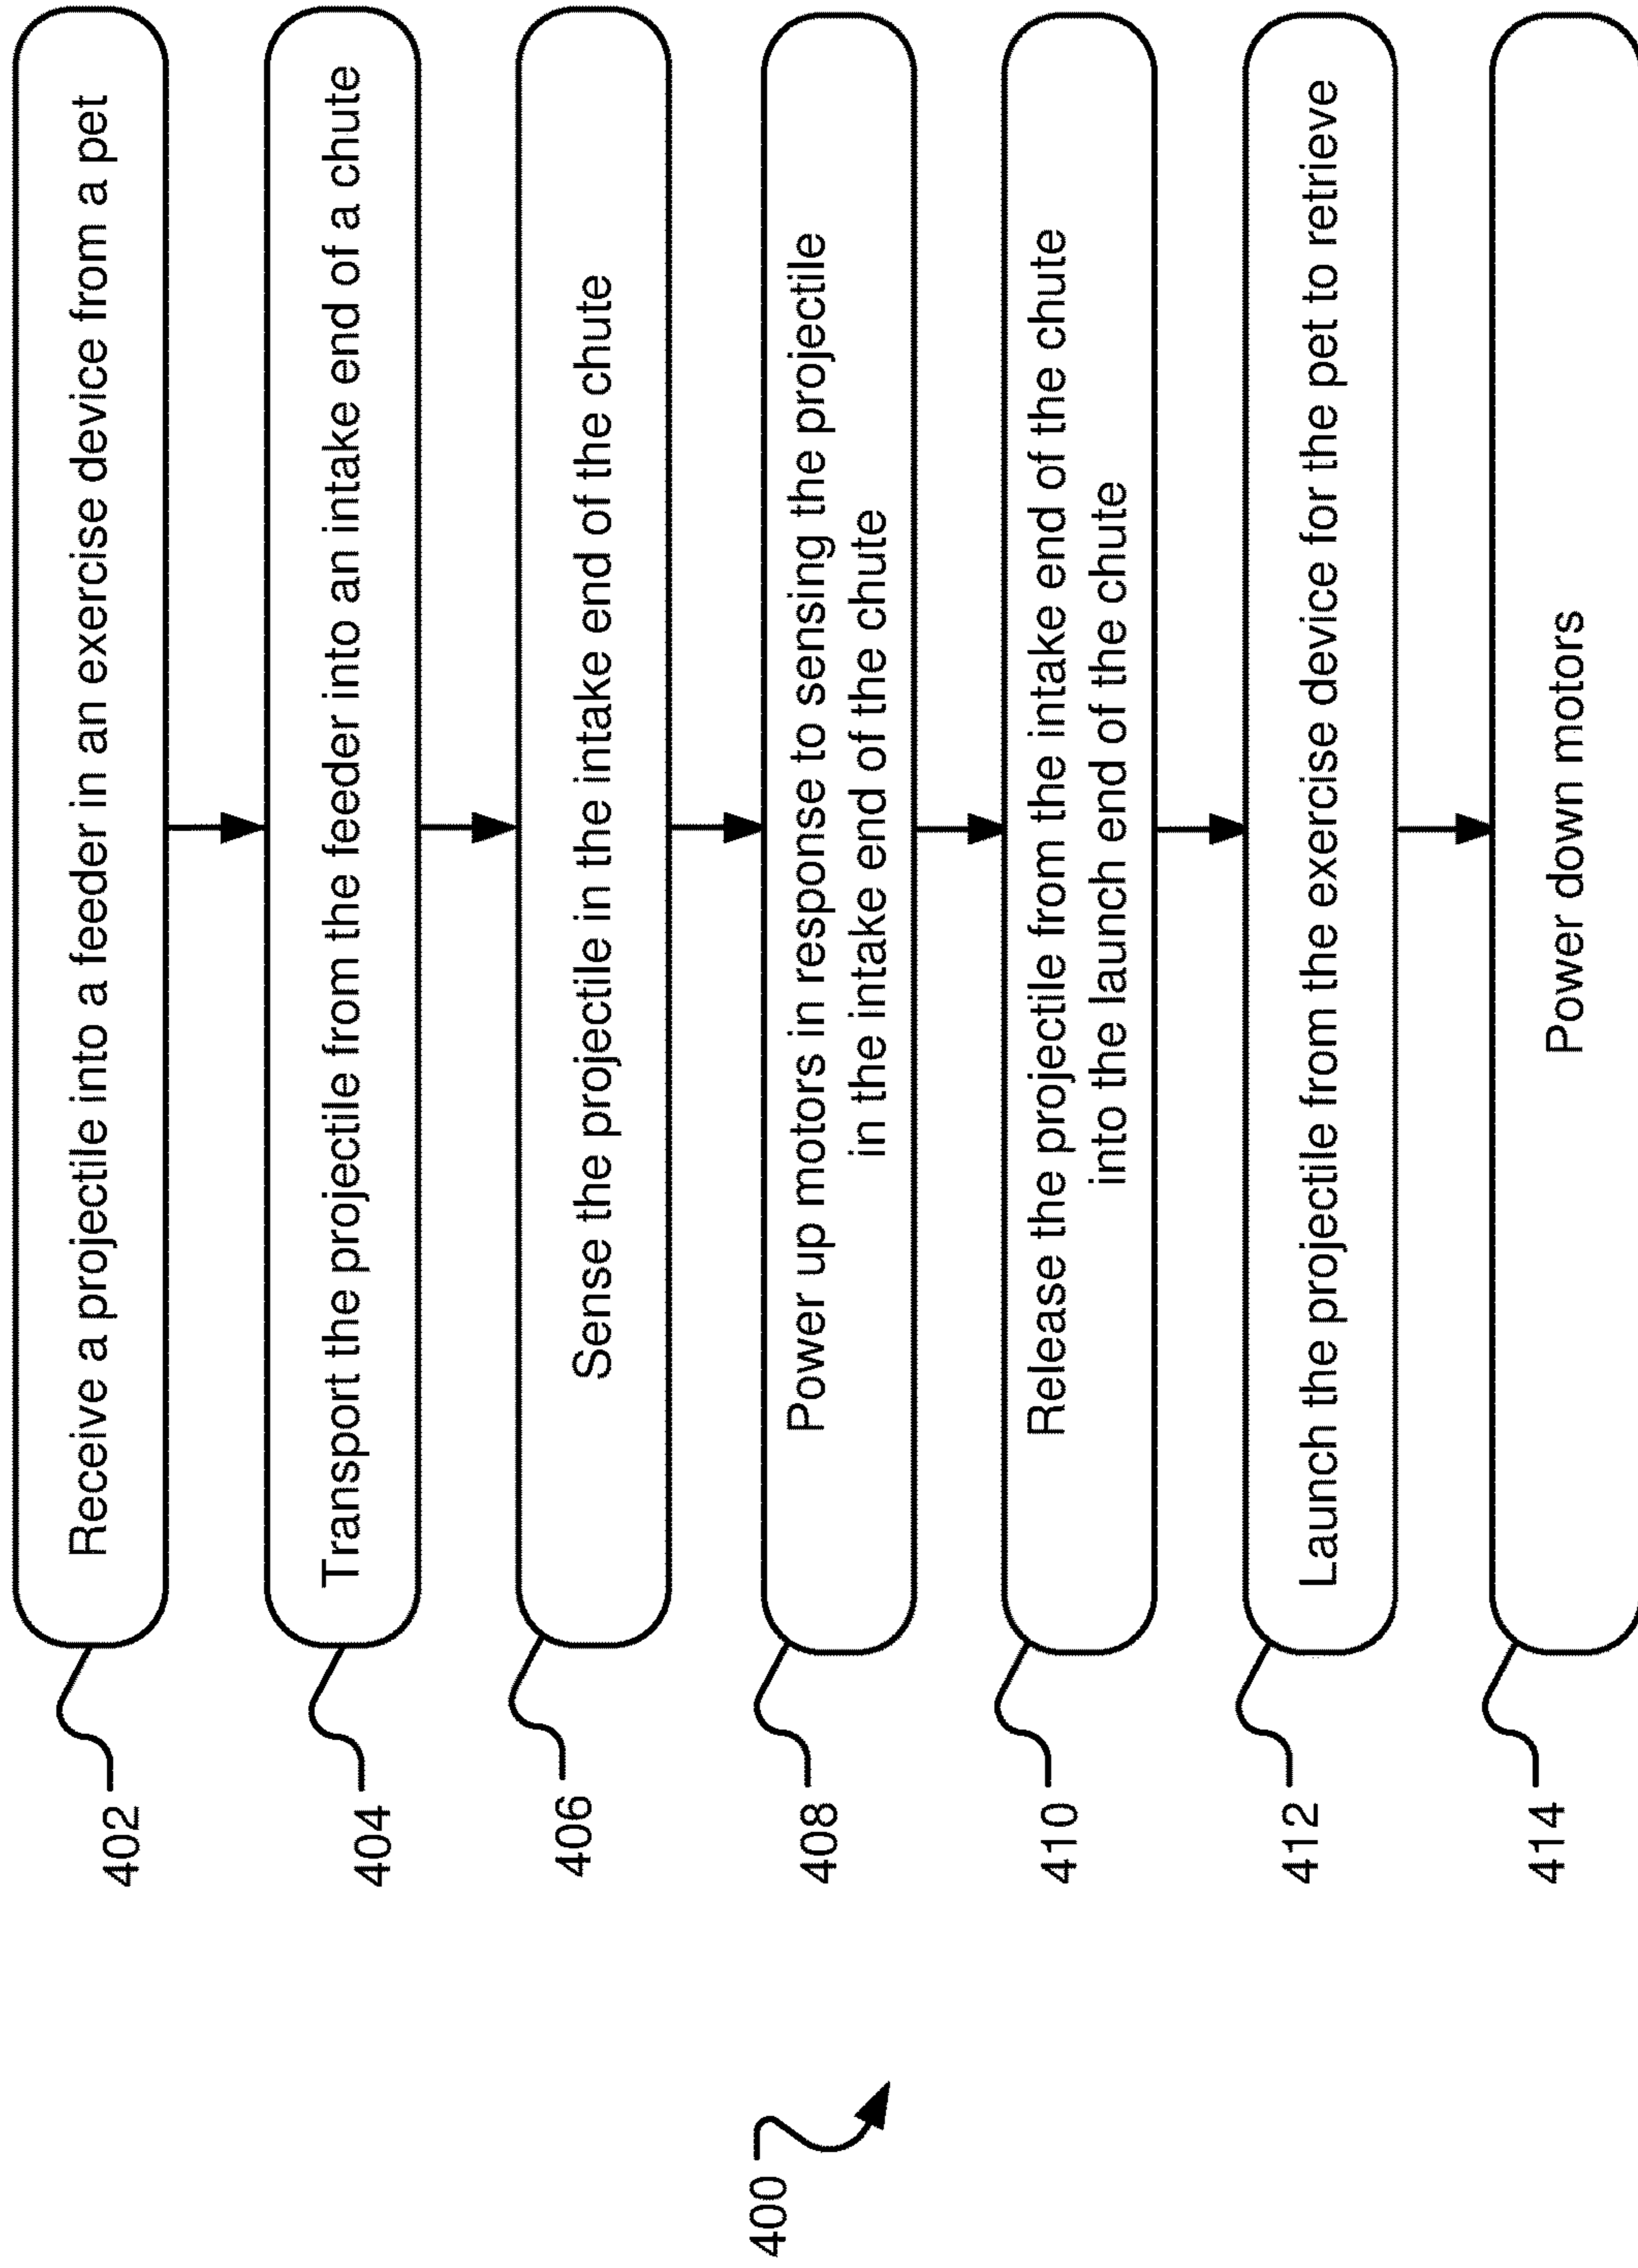 400
402
Receive a projectile into a feeder in an exercise device from a pet
404
Transport the projectile from the feeder into an intake end of a chute
406
Sense the projectile in the intake end of the chute
408
Power up motors in response to sensing the projectile
in the intake end of the chute
410
Release the projectile from the intake end of the chute
into the launch end of the chute
412
Launch the projectile from the exercise device for the pet to retrieve
414
Power down motors